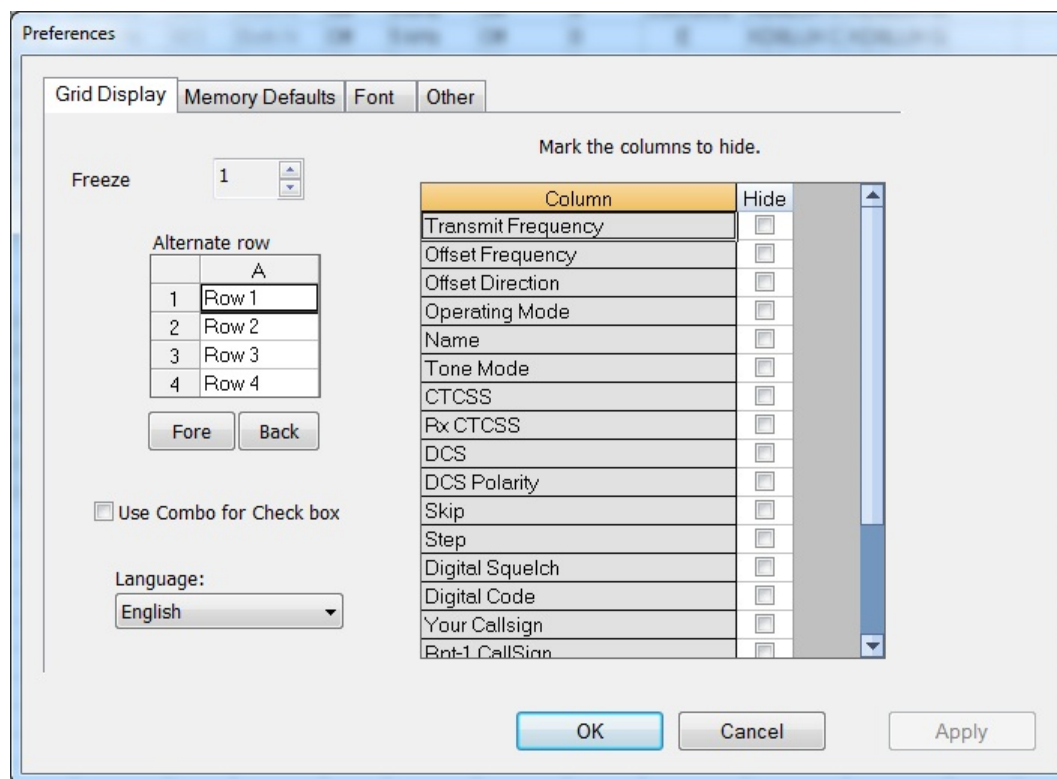 Preferences
Grid Display Memory Defaults Font Other
Mark the columns to hide.
Freeze 1
Alternate row
A
1 Row 1
2 Row 2
3 Row 3
4 Row 4
Fore Back
Use Combo for Check box
Language:
English
Column Hide
Transmit Frequency
Offset Frequency
Offset Direction
Operating Mode
Name
Tone Mode
CTCSS
Rx CTCSS
DCS
DCS Polarity
Skip
Step
Digital Squelch
Digital Code
Your Callsign
Rpt-1 CallSign
OK Cancel Apply